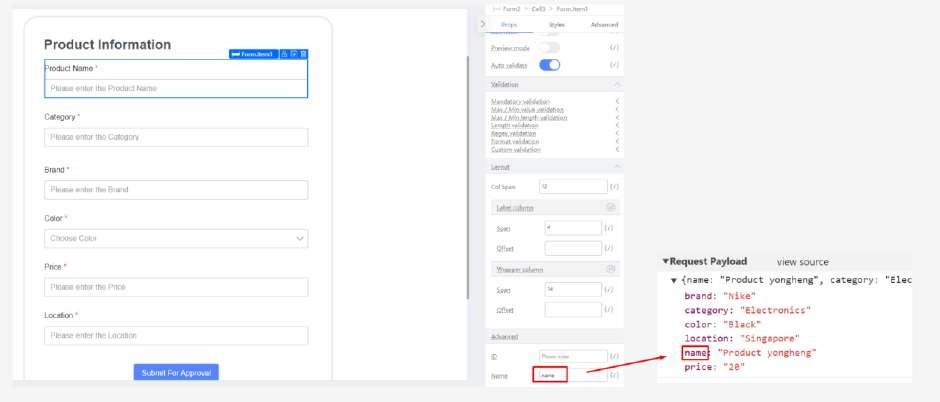 Product Information
Form.Item1
Product Name *
Please enter the Product Name
Category *
Please enter the Category
Brand *
Please enter the Brand
Color *
Choose Color
Price *
Please enter the Price
Location *
Please enter the Location
Submit For Approval
Form2 > Cell3 > Form.Item1
Props Styles Advanced
Preview mode {/}
Auto validate {/}
Validation
Mandatory validation
Max / Min value validation
Max / Min length validation
Length validation
Regex validation
Format validation
Custom validation
Layout
Col Span 12 {/}
Label column
Span {/}
Offset {/}
Wrapper column
Span 14 {/}
Offset {/}
Advanced
ID Please enter {/}
Name name {/}
▼Request Payload view source
▼ {name: "Product yongheng", category: "Elec
brand: "Nike"
category: "Electronics"
color: "Black"
location: "Singapore"
name: "Product yongheng"
price: "20"